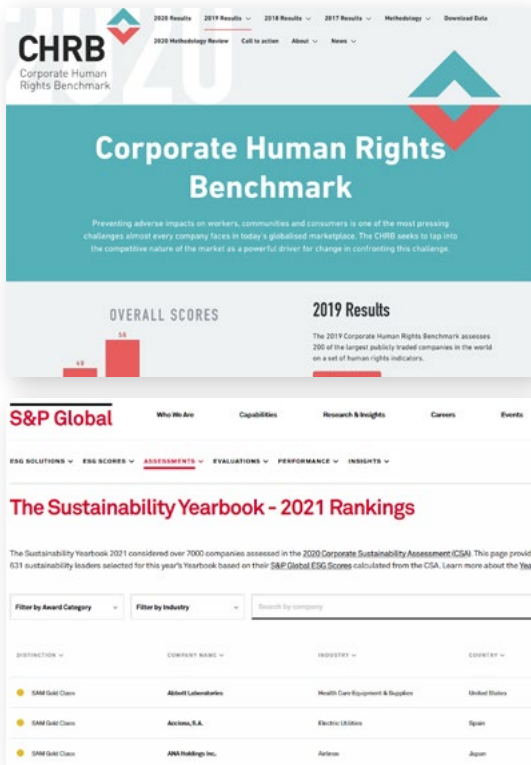 2020
2020 Results 2019 Results 2018 Results 2017 Results Methodology Download Data
2020 Methodology Review Call to action About News
CHRB
Corporate Human
Rights Benchmark
Corporate Human Rights
Benchmark
Preventing adverse impacts on workers, communities and consumers is one of the most pressing
challenges almost every company faces in today's globalised marketplace. The CHRB seeks to tap into
the competitive nature of the market as a powerful driver for change in confronting this challenge.
OVERALL SCORES
2019 Results
The 2019 Corporate Human Rights Benchmark assesses
200 of the largest publicly traded companies in the world
on a set of human rights indicators.
S&P Global
Who We Are Capabilities Research & Insights Careers Events
ESG SOLUTIONS ESG SCORES ASSESSMENTS EVALUATIONS PERFORMANCE INSIGHTS
The Sustainability Yearbook - 2021 Rankings
The Sustainability Yearbook 2021 considered over 7000 companies assessed in the 2020 Corporate Sustainability Assessment (CSA). This page provid
631 sustainability leaders selected for this year's Yearbook based on their S&P Global ESG Scores calculated from the CSA. Learn more about the Yea
Filter by Award Category Filter by Industry Search by company
DISTINCTION COMPANY NAME INDUSTRY COUNTRY
SAM Gold Class Abbott Laboratories Health Care Equipment & Supplies United States
SAM Gold Class Acciona, S.A. Electric Utilities Spain
SAM Gold Class ANA Holdings Inc. Airlines Japan